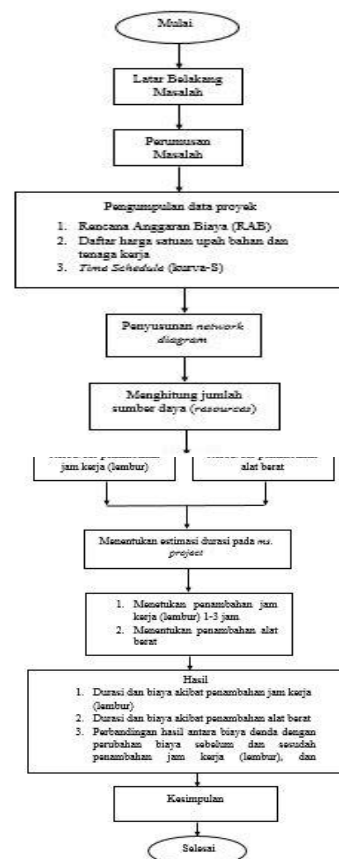 Mulai
Latar Belakang
Masalah
Perumusan
Masalah
Pengumpulan data proyek
1. Rencana Anggaran Biaya (RAB)
2. Daftar harga satuan upah bahan dan
tenaga kerja
3. Time Schedule (kurva-S)
Penyusunan network
diagram
Menghitung jumlah
sumber daya (resources)
jam kerja (lembur)
alat berat
Menentukan estimasi durasi pada ms.
project
1. Menetukan penambahan jam
kerja (lembur) 1-3 jam
2. Menentukan penambahan alat
berat
Hasil
1. Durasi dan biaya akibat penambahan jam kerja
(lembur)
2. Durasi dan biaya akibat penambahan alat berat
3. Perbandingan hasil antara biaya denda dengan
perubahan biaya sebelum dan sesudah
penambahan jam kerja (lembur), dan
Kesimpulan
Selesai